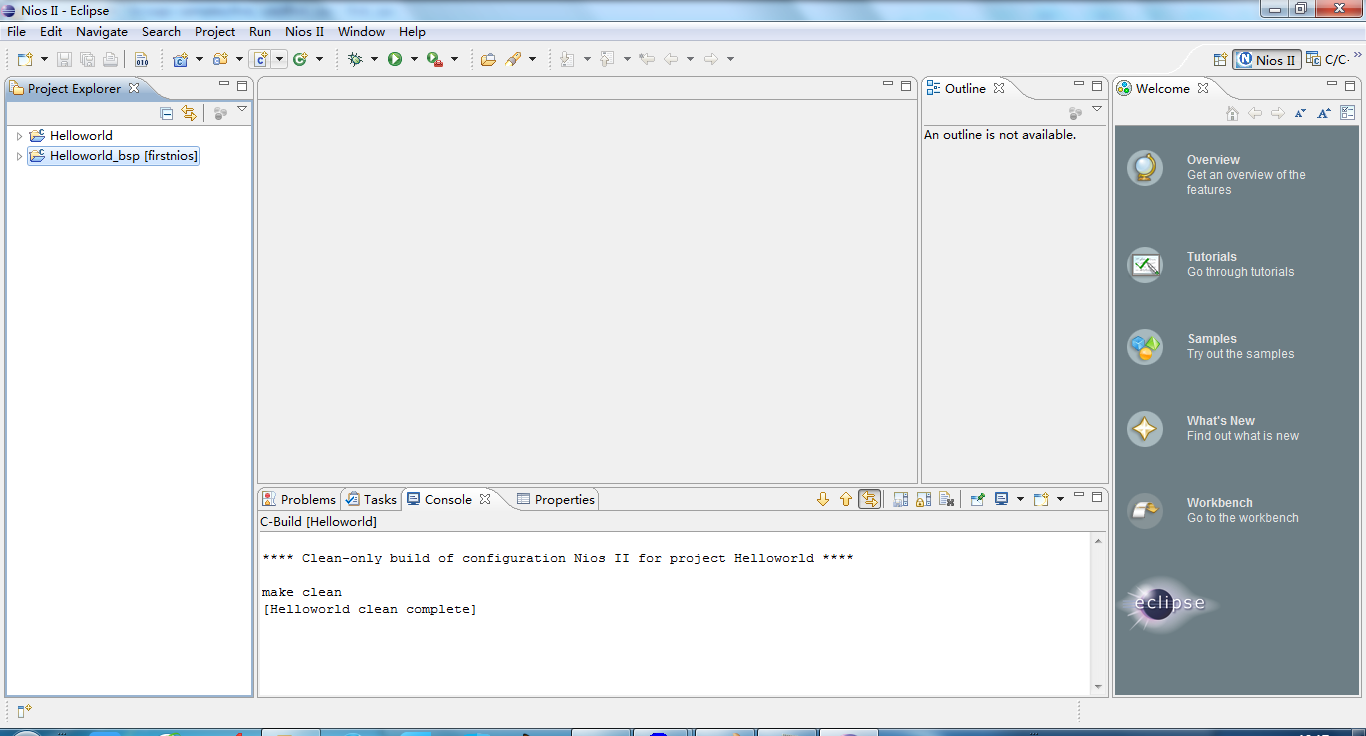 Nios II - Eclipse
File Edit Navigate Search Project Run Nios II Window Help
010
Nios II
C/C·
Project Explorer
Helloworld
Helloworld_bsp [firstnios]
Outline
An outline is not available.
Welcome
Overview
Get an overview of the
features
Tutorials
Go through tutorials
Samples
Try out the samples
What's New
Find out what is new
Workbench
Go to the workbench
eclipse
Problems Tasks Console Properties
C-Build [Helloworld]
**** Clean-only build of configuration Nios II for project Helloworld ****
make clean
[Helloworld clean complete]